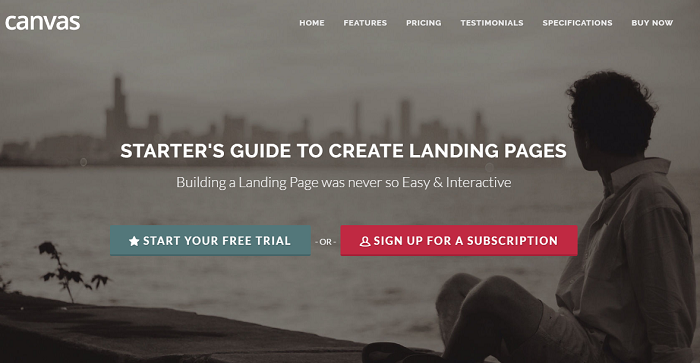 canvas
HOME
FEATURES
PRICING
TESTIMONIALS
SPECIFICATIONS
BUY NOW
STARTER'S GUIDE TO CREATE LANDING PAGES
Building a Landing Page was never so Easy & Interactive
START YOUR FREE TRIAL
- OR -
SIGN UP FOR A SUBSCRIPTION